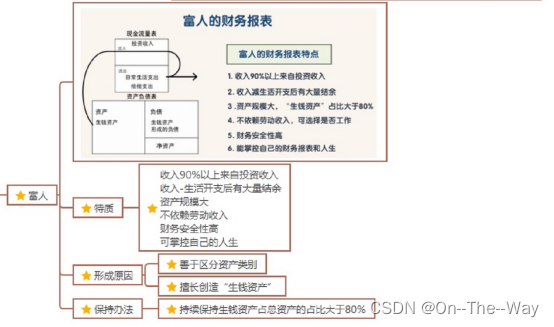 富人的财务报表
现金流量表
流入
投资收入
流出
日常生活支出
偿债支出
资产负债表
资产
生钱资产
负债
生钱资产
形成的负债
净资产
富人的财务报表特点
1. 收入90%以上来自投资收入
2. 收入减生活开支后有大量结余
3. 资产规模大，“生钱资产”占比大于80%
4. 不依赖劳动收入，可选择是否工作
5. 财务安全性高
6. 能掌控自己的财务报表和人生
富人
特质
收入90%以上来自投资收入
收入-生活开支后有大量结余
资产规模大
不依赖劳动收入
财务安全性高
可掌控自己的人生
形成原因
善于区分资产类别
擅长创造“生钱资产”
保持办法
持续保持生钱资产占总资产的占比大于80%
CSDN @On--The--Way